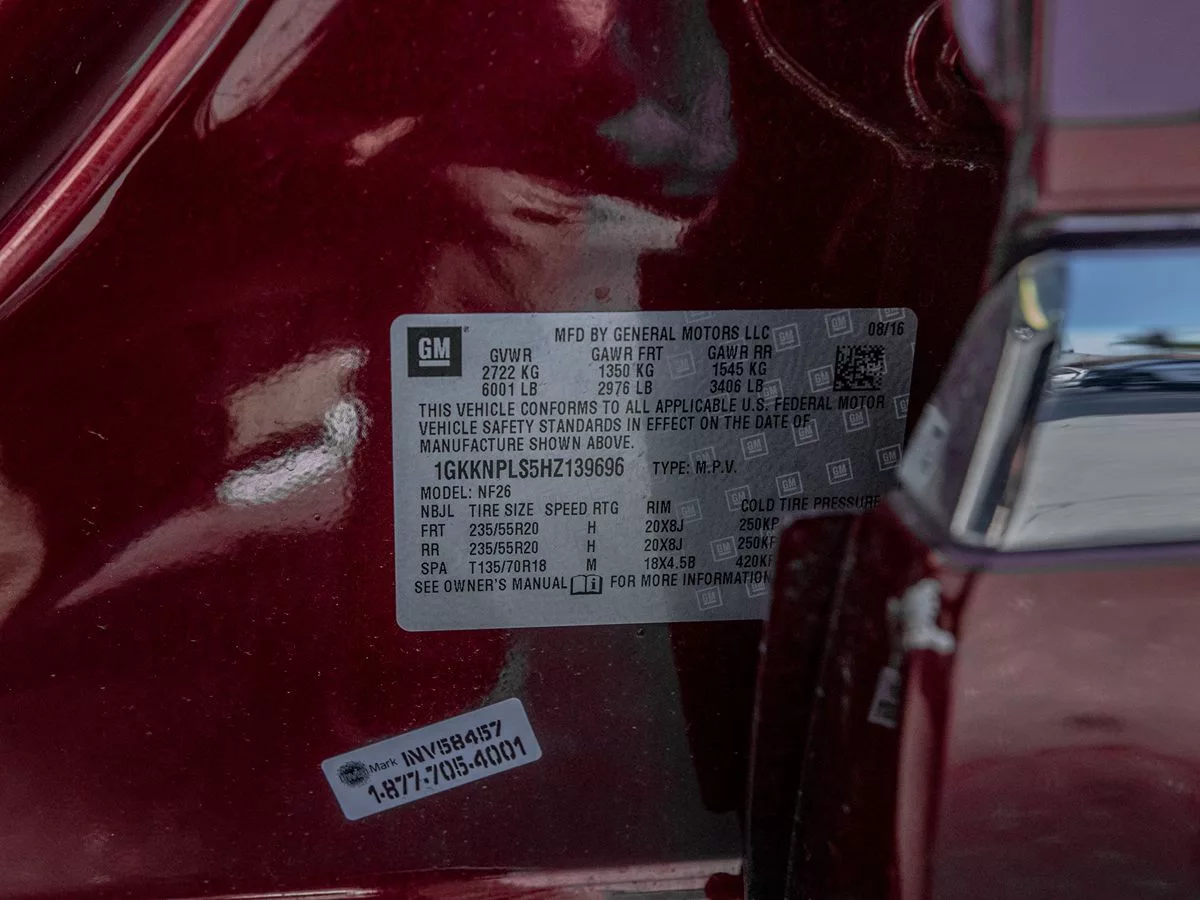 GM
MFD BY GENERAL MOTORS LLC 08/16
GVWR GAWR FRT GAWR RR
2722 KG 1350 KG 1545 KG
6001 LB 2976 LB 3406 LB
THIS VEHICLE CONFORMS TO ALL APPLICABLE U.S. FEDERAL MOTOR
VEHICLE SAFETY STANDARDS IN EFFECT ON THE DATE OF
MANUFACTURE SHOWN ABOVE.
1GKKNPLS5HZ139696 TYPE: M.P.V.
MODEL: NF26
NBJL TIRE SIZE SPEED RTG RIM COLD TIRE PRESSURE
FRT 235/55R20 H 20X8J 250KP
RR 235/55R20 H 20X8J 250KP
SPA T135/70R18 M 18X4.5B 420K
SEE OWNER'S MANUAL FOR MORE INFORMATION
Mark INV58457
1-877-705-4001